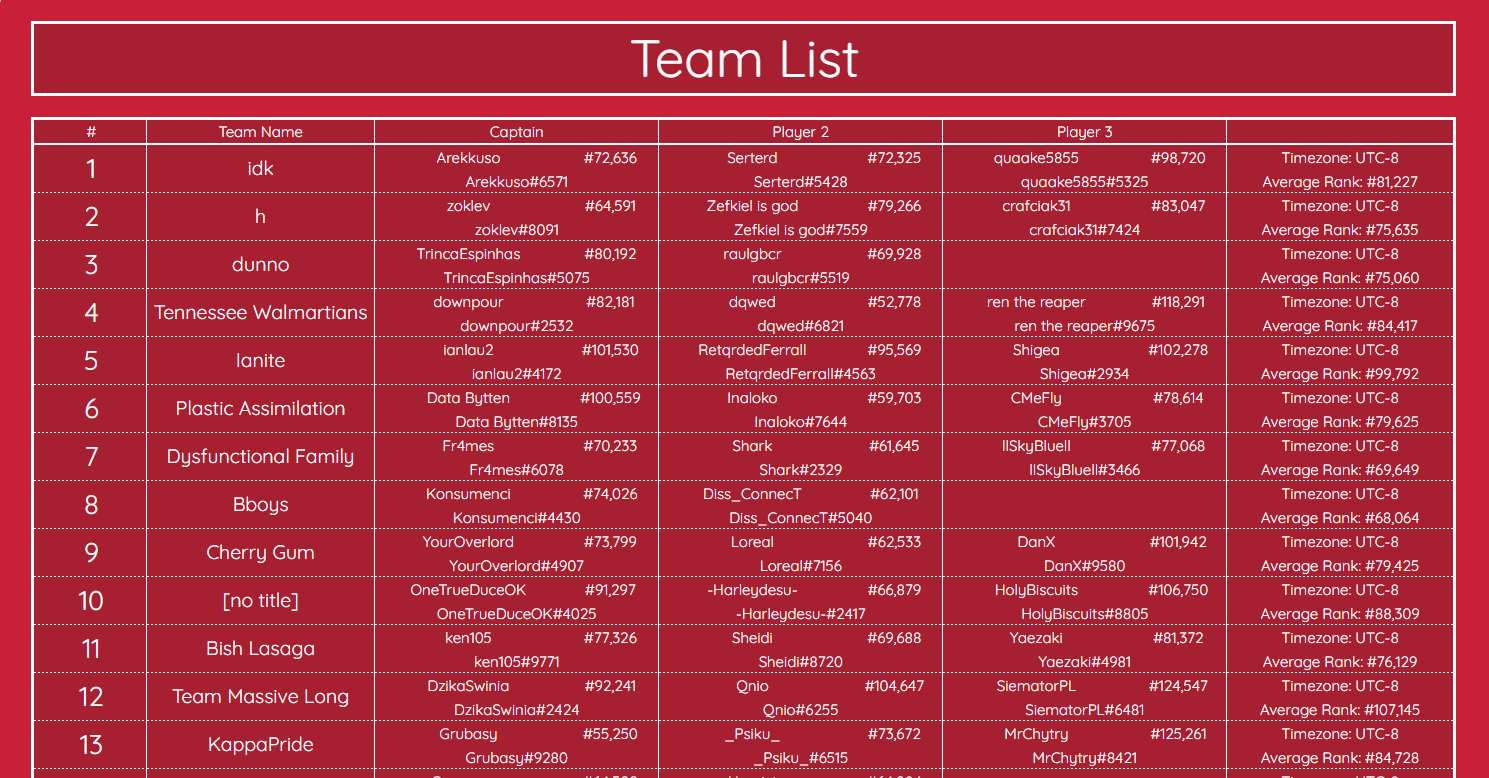 Team List
# Team Name Captain Player 2 Player 3
1 idk Arekkuso #72,636 Serterd #72,325 quaake5855 #98,720 Timezone: UTC-8
Arekkuso#6571 Serterd#5428 quaake5855#5325 Average Rank: #81,227
2 h zoklev #64,591 Zefkiel is god #79,266 crafciak31 #83,047 Timezone: UTC-8
zoklev#8091 Zefkiel is god#7559 crafciak31#7424 Average Rank: #75,635
3 dunno TrincaEspinhas #80,192 raulgbcr #69,928 Timezone: UTC-8
TrincaEspinhas#5075 raulgbcr#5519 Average Rank: #75,060
4 Tennessee Walmartians downpour #82,181 dqwed #52,778 ren the reaper #118,291 Timezone: UTC-8
downpour#2532 dqwed#6821 ren the reaper#9675 Average Rank: #84,417
5 Ianite ianlau2 #101,530 RetqrdedFerrall #95,569 Shigea #102,278 Timezone: UTC-8
ianlau2#4172 RetqrdedFerrall#4563 Shigea#2934 Average Rank: #99,792
6 Plastic Assimilation Data Bytten #100,559 Inaloko #59,703 CMeFly #78,614 Timezone: UTC-8
Data Bytten#8135 Inaloko#7644 CMeFly#3705 Average Rank: #79,625
7 Dysfunctional Family Fr4mes #70,233 Shark #61,645 llSkyBluell #77,068 Timezone: UTC-8
Fr4mes#6078 Shark#2329 llSkyBluell#3466 Average Rank: #69,649
8 Bboys Konsumenci #74,026 Diss_ConnecT #62,101 Timezone: UTC-8
Konsumenci#4430 Diss_ConnecT#5040 Average Rank: #68,064
9 Cherry Gum YourOverlord #73,799 Loreal #62,533 DanX #101,942 Timezone: UTC-8
YourOverlord#4907 Loreal#7156 DanX#9580 Average Rank: #79,425
10 [no title] OneTrueDuceOK #91,297 -Harleydesu- #66,879 HolyBiscuits #106,750 Timezone: UTC-8
OneTrueDuceOK#4025 -Harleydesu-#2417 HolyBiscuits#8805 Average Rank: #88,309
11 Bish Lasaga ken105 #77,326 Sheidi #69,688 Yaezaki #81,372 Timezone: UTC-8
ken105#9771 Sheidi#8720 Yaezaki#4981 Average Rank: #76,129
12 Team Massive Long DzikaSwinia #92,241 Qnio #104,647 SiematorPL #124,547 Timezone: UTC-8
DzikaSwinia#2424 Qnio#6255 SiematorPL#6481 Average Rank: #107,145
13 KappaPride Grubasy #55,250 _Psiku_ #73,672 MrChytry #125,261 Timezone: UTC-8
Grubasy#9280 _Psiku_#6515 MrChytry#8421 Average Rank: #84,728